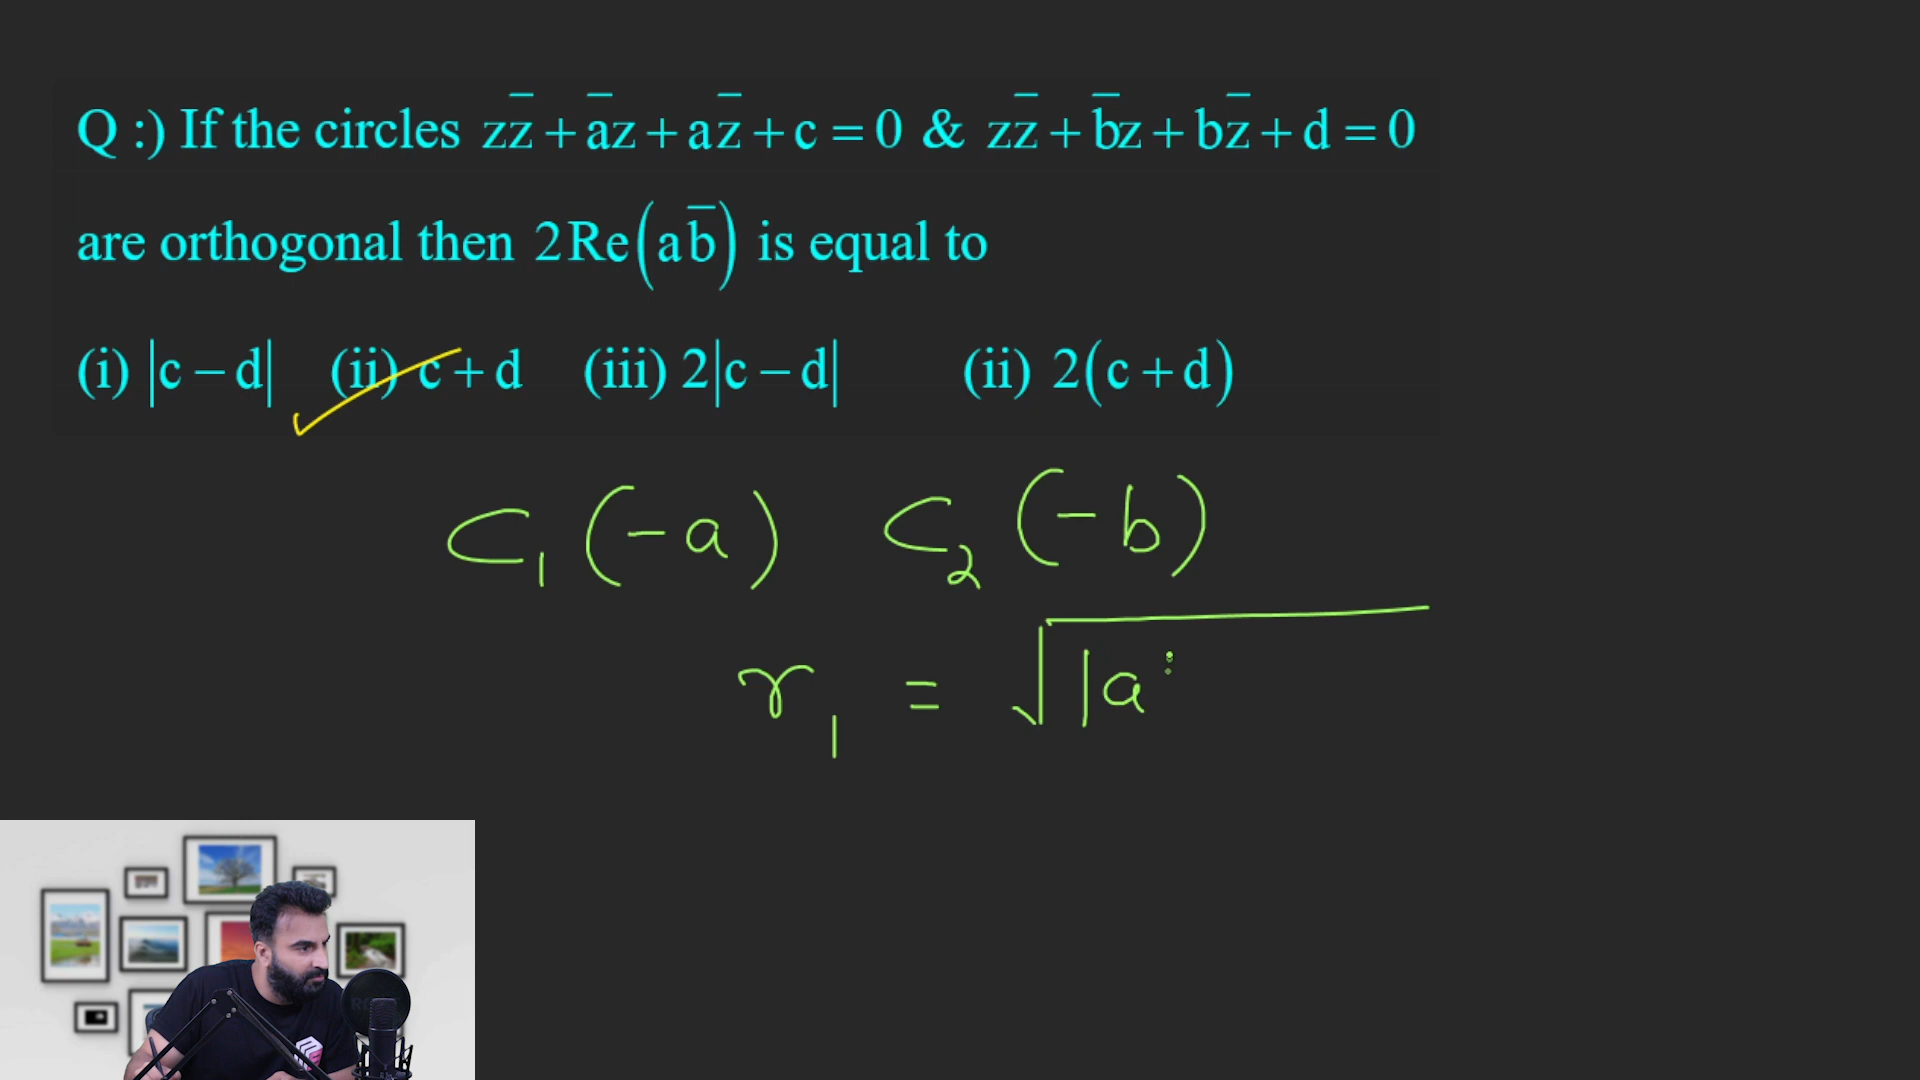 Q :) If the circles zz̄ + āz + az̄ + c = 0 & zz̄ + b̄z + bz̄ + d = 0
are orthogonal then 2Re(ab̄) is equal to
(i) |c − d| (ii) c + d (iii) 2|c − d| (ii) 2(c + d)
C₁(−a) C₂(−b)
r₁ = √|a